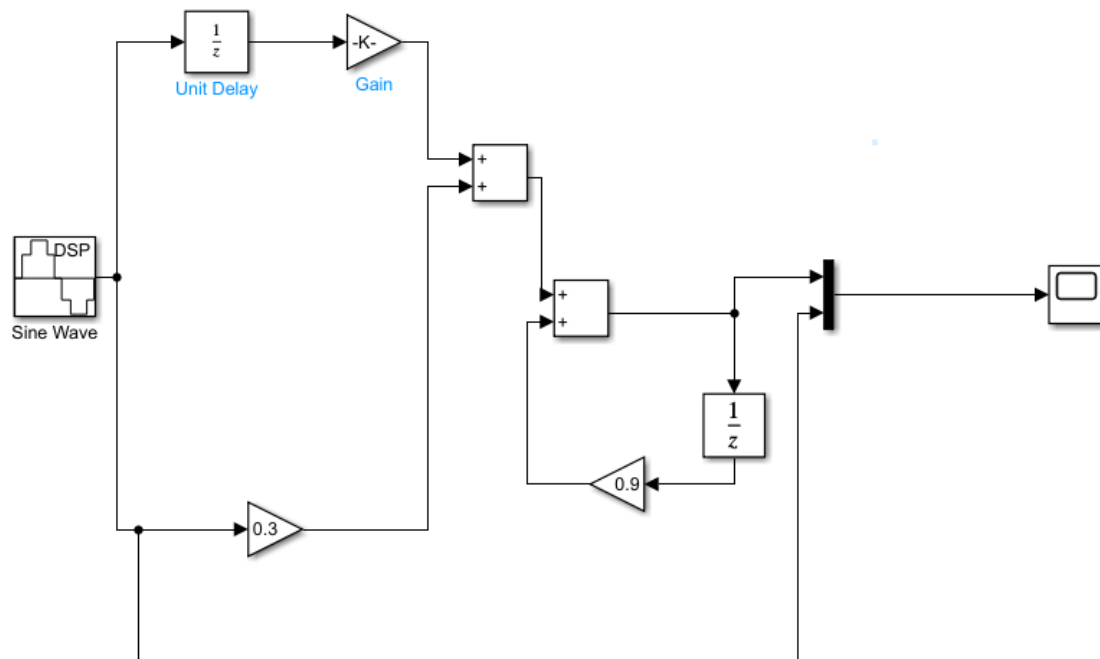 1
z
-K-
Unit Delay
Gain
+
+
DSP
Sine Wave
+
+
1
z
0.9
0.3